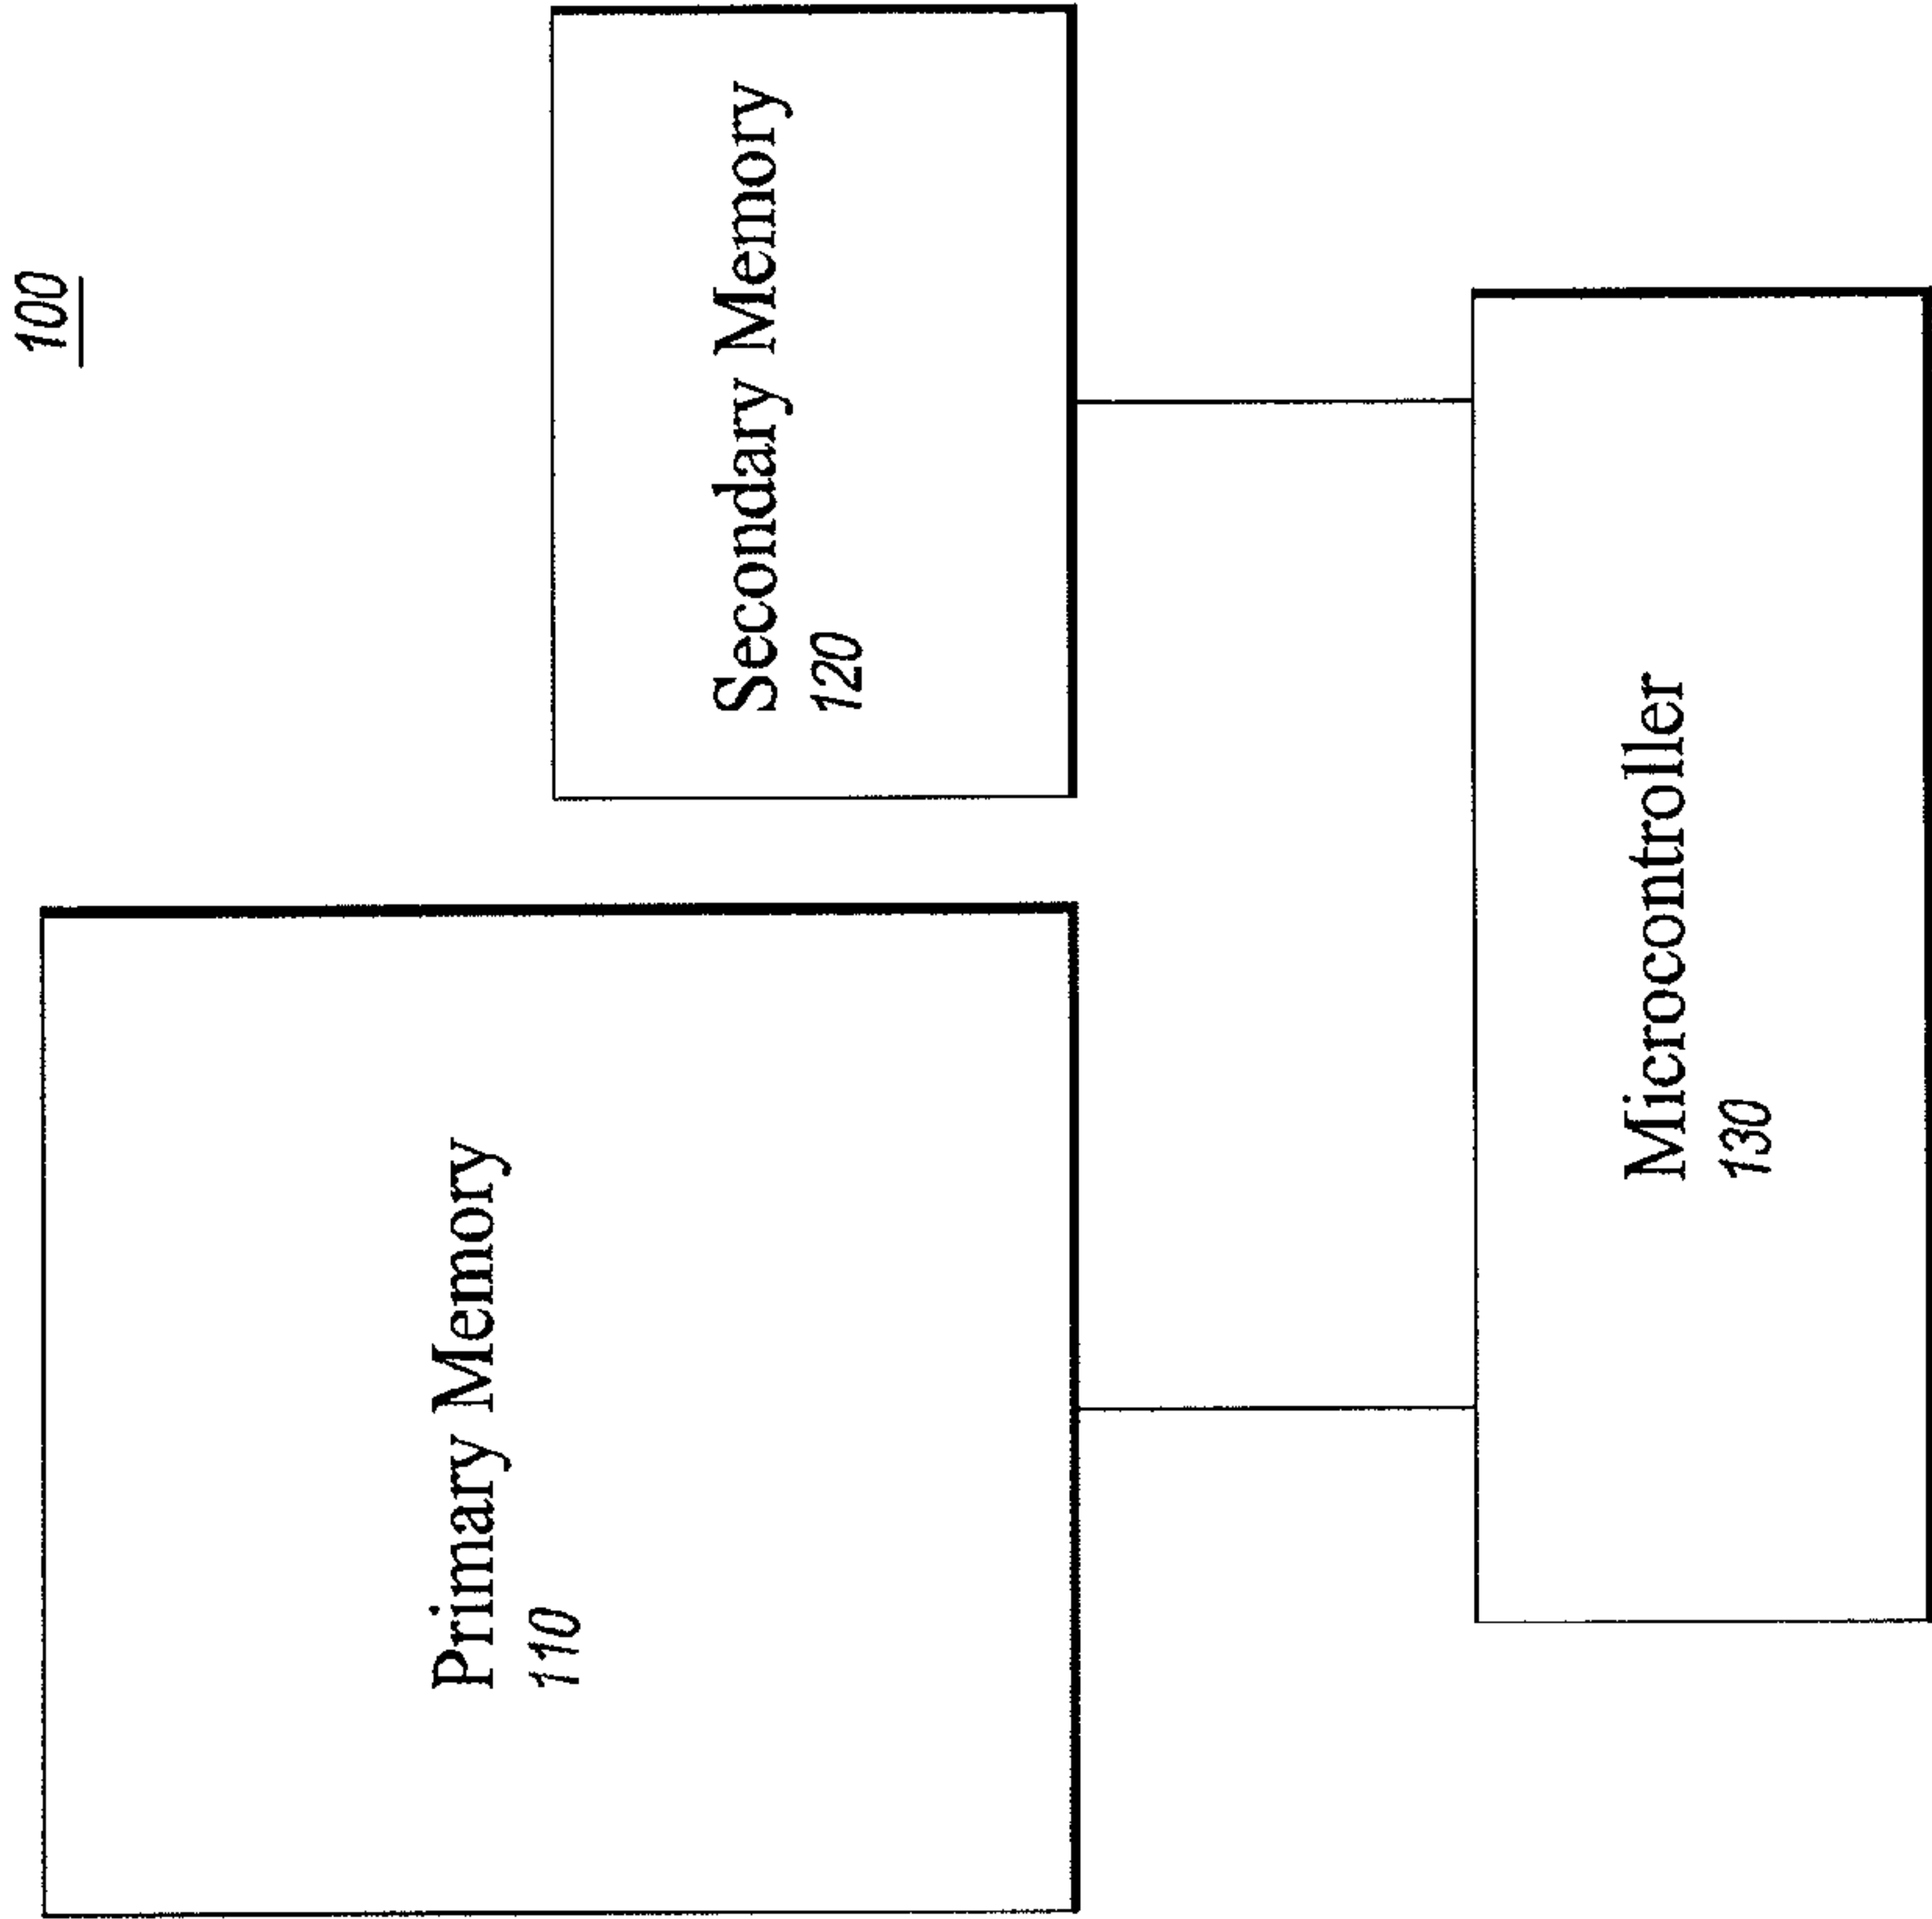 100
Primary Memory
110
Secondary Memory
120
Microcontroller
130